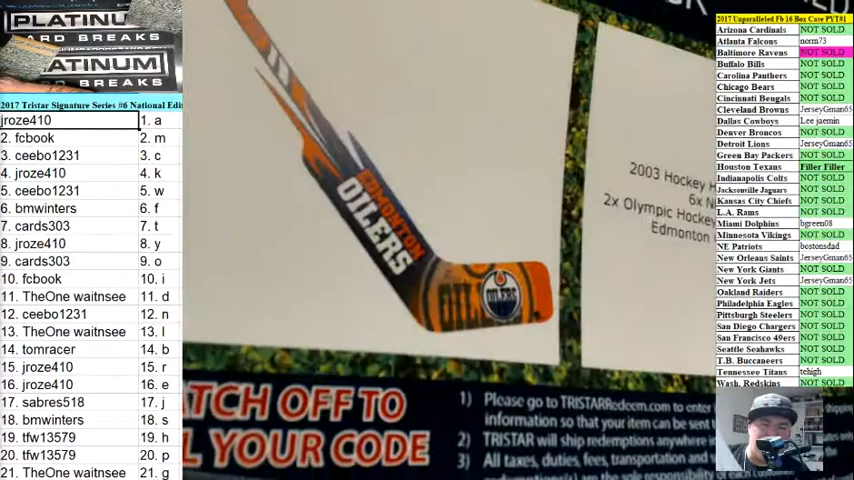 PLATINUM
HARD BREAKS
PLATINUM
HARD BREAKS
2017 Tristar Signature Series #6 National Edit
jroze410 1. a
2. fcbook 2. m
3. ceebo1231 3. c
4. jroze410 4. k
5. ceebo1231 5. w
6. bmwinters 6. f
7. cards303 7. t
8. jroze410 8. y
9. cards303 9. o
10. fcbook 10. i
11. TheOne waitnsee 11. d
12. ceebo1231 12. n
13. TheOne waitnsee 13. l
14. tomracer 14. b
15. jroze410 15. r
16. jroze410 16. e
17. sabres518 17. j
18. bmwinters 18. s
19. tfw13579 19. h
20. tfw13579 20. p
21. TheOne waitnsee 21. g
EDMONTON
OILERS
OILERS
2003 Hockey H
6x N
2x Olympic Hockey
Edmonton
TCH OFF TO
L YOUR CODE
1) Please go to TRISTARRedeem.com to enter
information so that your item can be sent
2) TRISTAR will ship redemptions anywhere
3) All taxes, duties, fees, transportation and
are the sole responsibility of
2017 Unparalleled Fb 16 Box Case PYT#1
Arizona Cardinals NOT SOLD
Atlanta Falcons norm73
Baltimore Ravens NOT SOLD
Buffalo Bills NOT SOLD
Carolina Panthers NOT SOLD
Chicago Bears NOT SOLD
Cincinnati Bengals NOT SOLD
Cleveland Browns JerseyGman65
Dallas Cowboys Lee jaemin
Denver Broncos NOT SOLD
Detroit Lions JerseyGman65
Green Bay Packers NOT SOLD
Houston Texans Filler Filler
Indianapolis Colts NOT SOLD
Jacksonville Jaguars NOT SOLD
Kansas City Chiefs NOT SOLD
L.A. Rams NOT SOLD
Miami Dolphins bgreen08
Minnesota Vikings NOT SOLD
NE Patriots bostonsdad
New Orleans Saints JerseyGman65
New York Giants NOT SOLD
New York Jets JerseyGman65
Oakland Raiders NOT SOLD
Philadelphia Eagles NOT SOLD
Pittsburgh Steelers NOT SOLD
San Diego Chargers NOT SOLD
San Francisco 49ers NOT SOLD
Seattle Seahawks NOT SOLD
T.B. Buccaneers NOT SOLD
Tennessee Titans tehigh
Wash. Redskins NOT SOLD